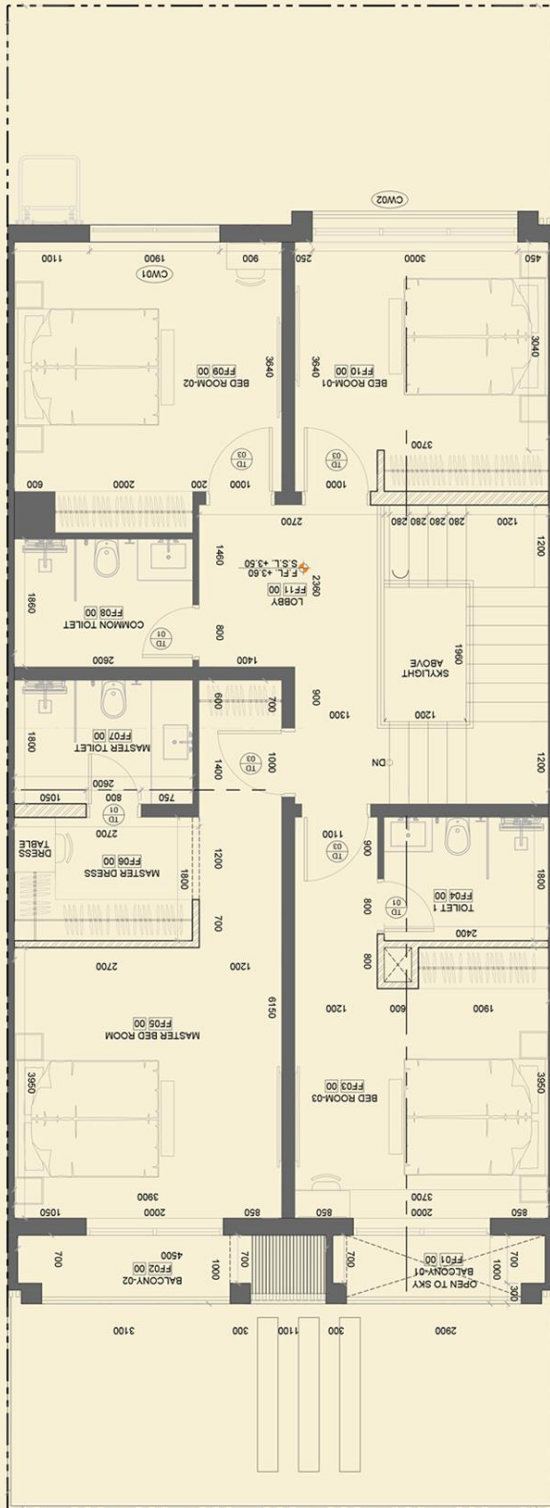 CW02
1100
1900
900
250
3000
450
CW01
3640
3640
3040
BED ROOM-02
FF09 00
BED ROOM-01
FF10 00
3700
TD
03
TD
03
600
2000
200
1000
1000
2700
280
280
280
280
1200
1200
1460
2360
F.FL. +3.60
S.S.L. +3.50
LOBBY
FF11 00
1860
COMMON TOILET
FF08 00
TD
01
800
2600
1400
SKYLIGHT
ABOVE
1960
1200
900
1300
600
700
1800
MASTER TOILET
FF07 00
1400
1000
TD
03
DN
1200
2600
1050
800
750
TD
01
2700
DRESS
TABLE
MASTER DRESS
FF06 00
1800
1200
700
1100
TD
03
900
800
TD
01
TOILET 1
FF04 00
1800
2400
800
2700
1200
1200
600
1900
6150
MASTER BED ROOM
FF05 00
3950
BED ROOM-03
FF03 00
3950
3900
3700
1050
2000
850
850
2000
850
700
4500
BALCONY-02
FF02 00
1000
700
700
OPEN TO SKY
BALCONY-01
FF01 00
1000
700
300
3100
300
1100
300
2900